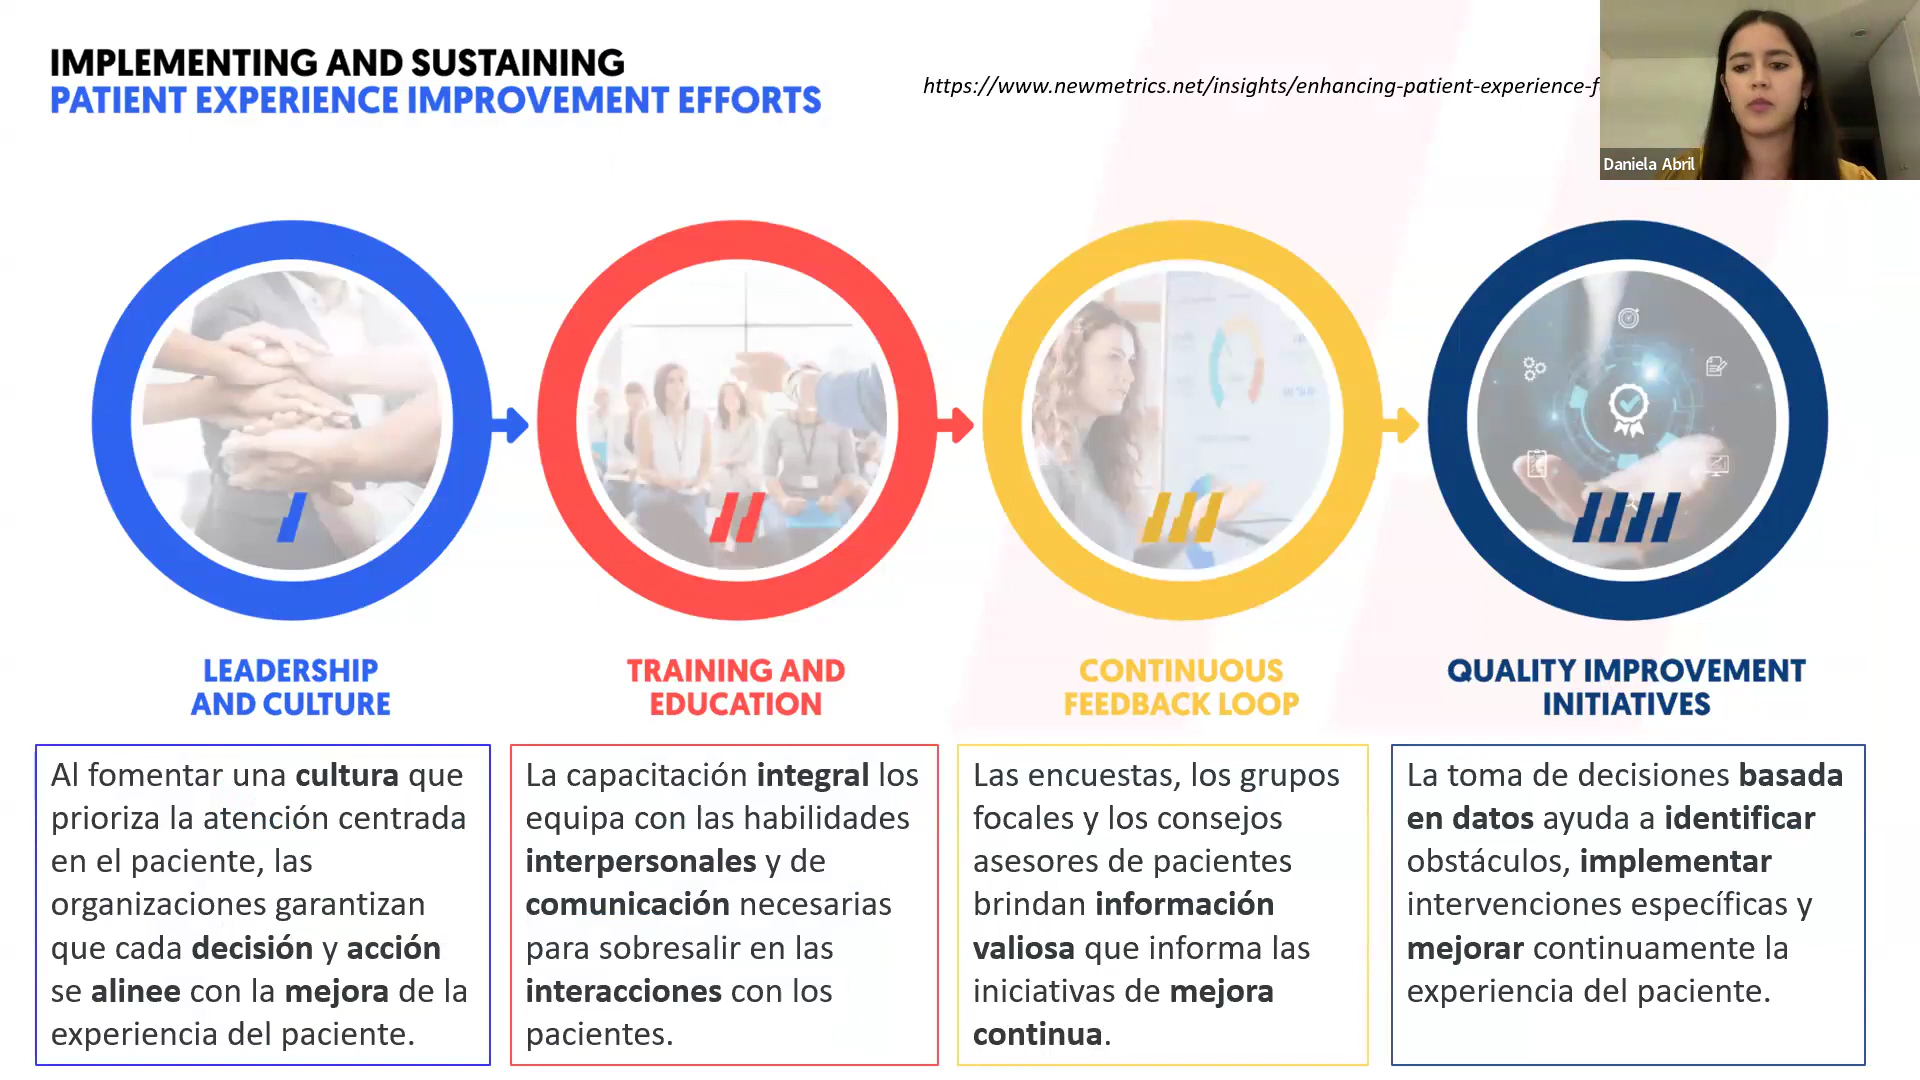 IMPLEMENTING AND SUSTAINING
PATIENT EXPERIENCE IMPROVEMENT EFFORTS
https://www.newmetrics.net/insights/enhancing-patient-experience-f
Daniela Abril
LEADERSHIP
AND CULTURE
TRAINING AND
EDUCATION
CONTINUOUS
FEEDBACK LOOP
QUALITY IMPROVEMENT
INITIATIVES
Al fomentar una cultura que
prioriza la atención centrada
en el paciente, las
organizaciones garantizan
que cada decisión y acción
se alinee con la mejora de la
experiencia del paciente.
La capacitación integral los
equipa con las habilidades
interpersonales y de
comunicación necesarias
para sobresalir en las
interacciones con los
pacientes.
Las encuestas, los grupos
focales y los consejos
asesores de pacientes
brindan información
valiosa que informa las
iniciativas de mejora
continua.
La toma de decisiones basada
en datos ayuda a identificar
obstáculos, implementar
intervenciones específicas y
mejorar continuamente la
experiencia del paciente.